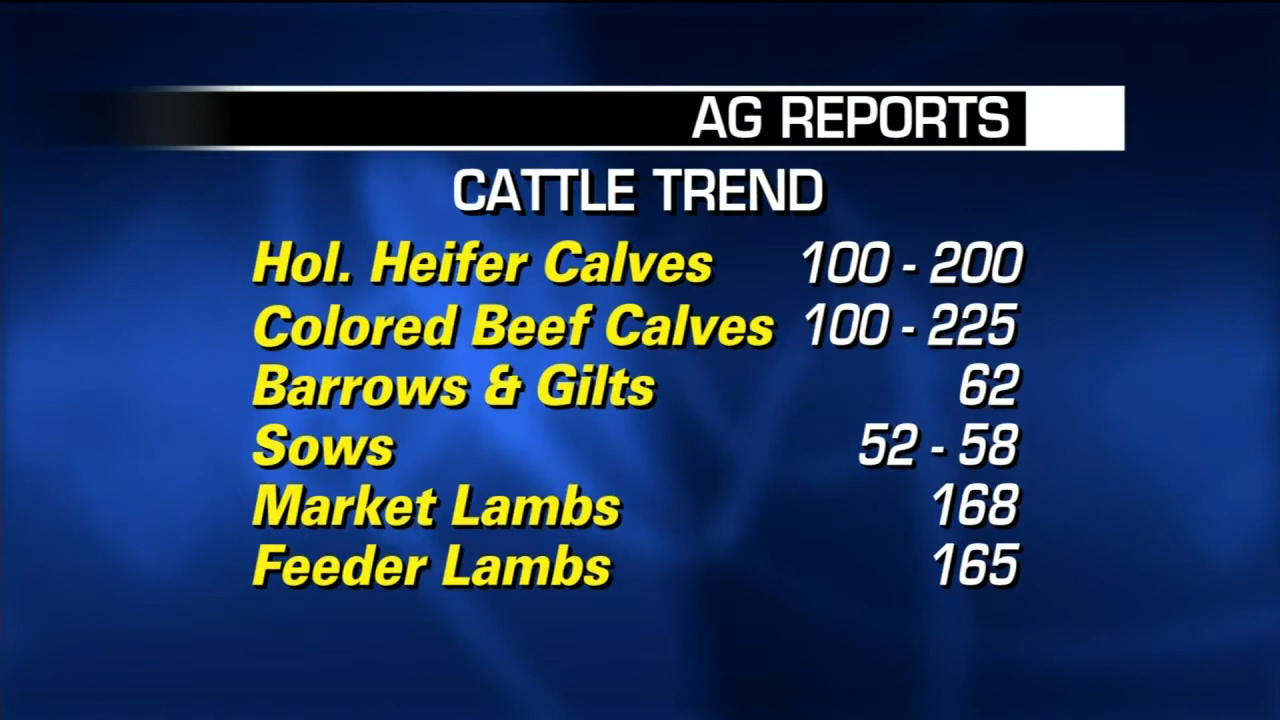 AG REPORTS
CATTLE TREND
Hol. Heifer Calves 100 - 200
Colored Beef Calves 100 - 225
Barrows & Gilts 62
Sows 52 - 58
Market Lambs 168
Feeder Lambs 165